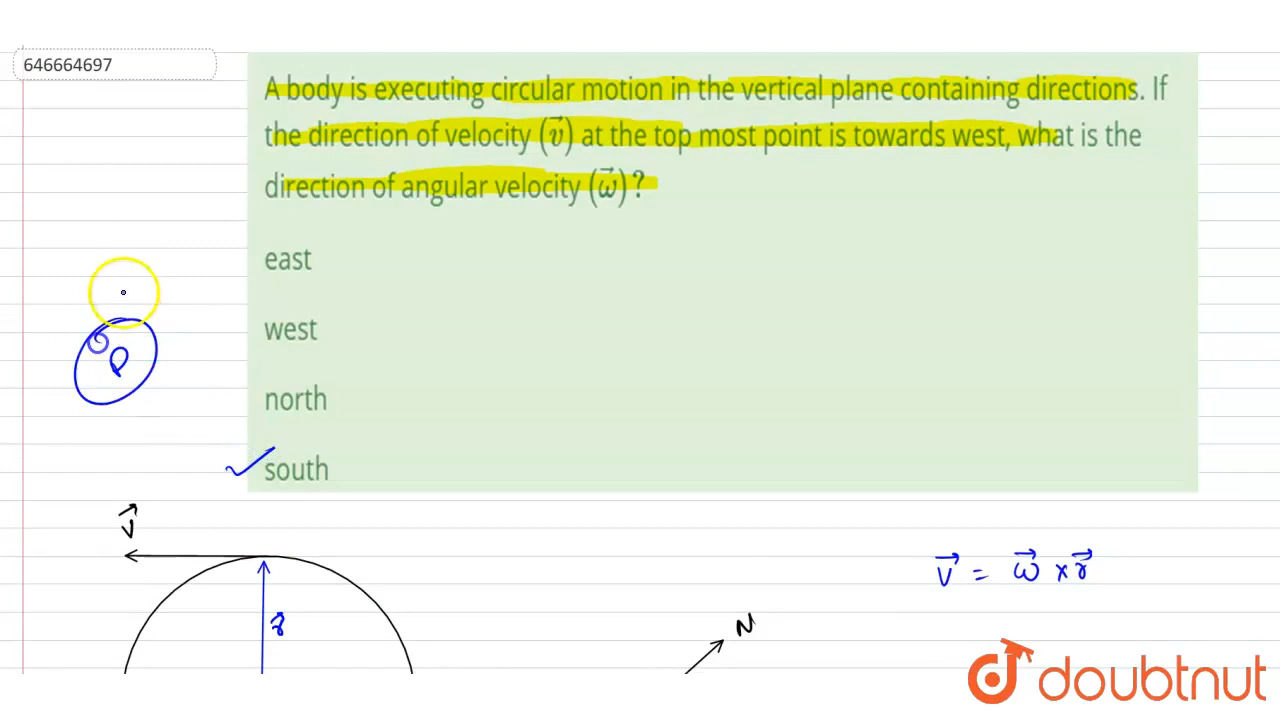 646664697
A body is executing circular motion in the vertical plane containing directions. If
the direction of velocity (v⃗) at the top most point is towards west, what is the
direction of angular velocity (ω⃗)?
east
west
north
south
P
v⃗
v⃗ = ω⃗ × r⃗
r⃗
N
doubtnut